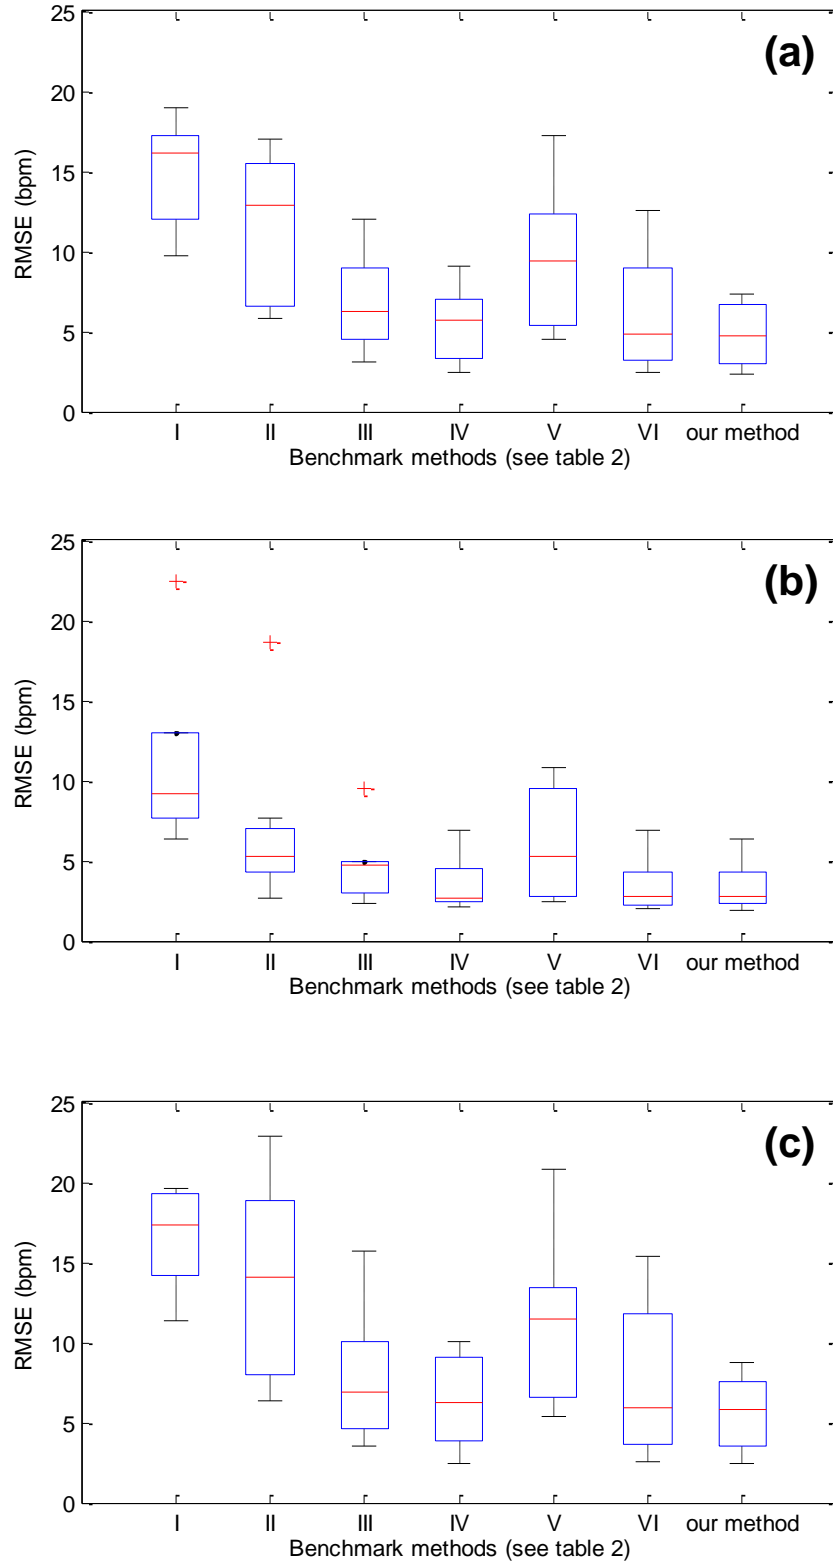 (a)
25
20
15
10
5
0
RMSE (bpm)
I II III IV V VI our method
Benchmark methods (see table 2)
(b)
25
20
15
10
5
0
RMSE (bpm)
I II III IV V VI our method
Benchmark methods (see table 2)
(c)
25
20
15
10
5
0
RMSE (bpm)
I II III IV V VI our method
Benchmark methods (see table 2)